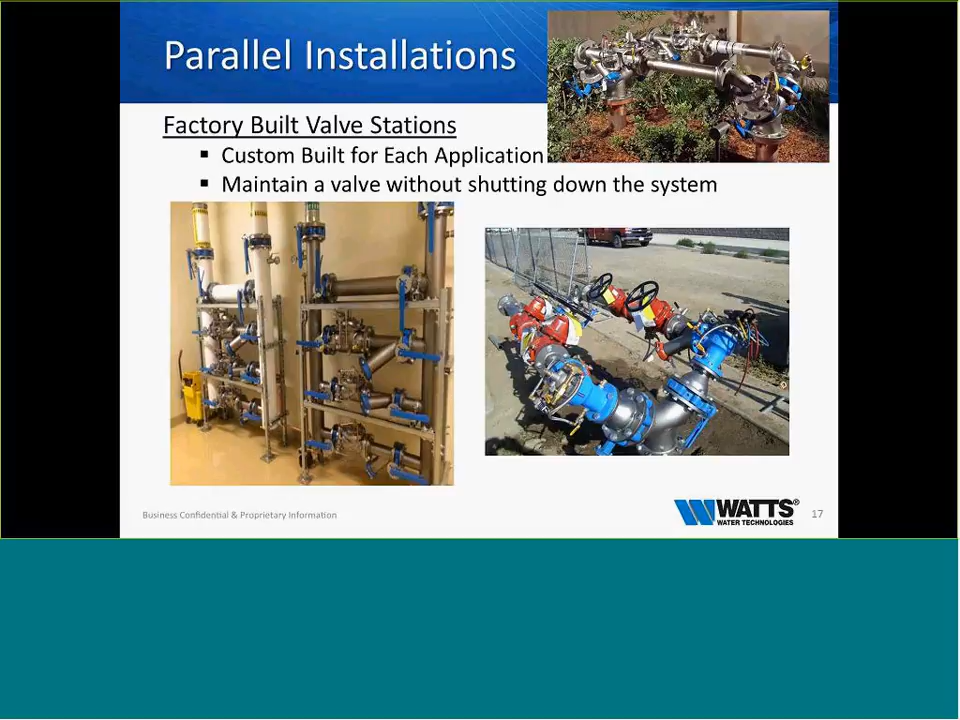 Parallel Installations
Factory Built Valve Stations
▪ Custom Built for Each Application
▪ Maintain a valve without shutting down the system
Business Confidential & Proprietary Information
WATTS®
WATER TECHNOLOGIES
17